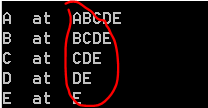 A at ABCDE
B at BCDE
C at CDE
D at DE
E at E